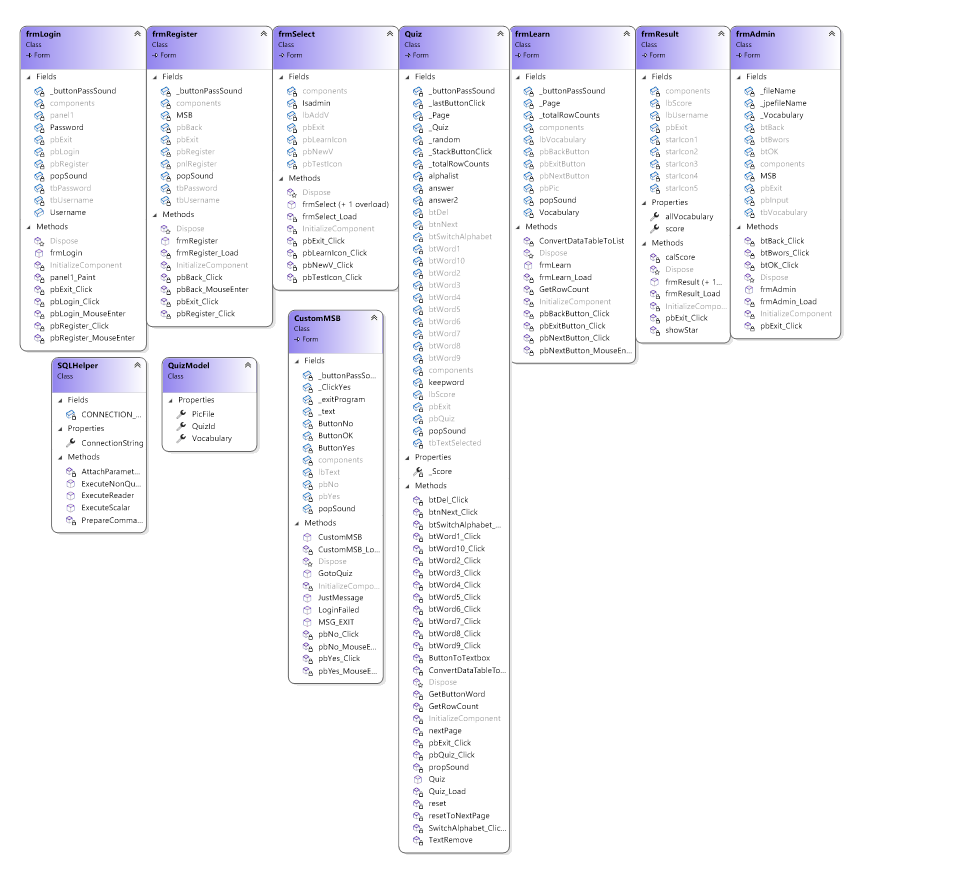 frmLogin
Class
Form
Fields
_buttonPassSound
components
panel1
Password
pbExit
pbLogin
pbRegister
popSound
tbPassword
tbUsername
Username
Methods
Dispose
frmLogin
InitializeComponent
panel1_Paint
pbExit_Click
pbLogin_Click
pbLogin_MouseEnter
pbRegister_Click
pbRegister_MouseEnter
frmRegister
Class
Form
Fields
_buttonPassSound
components
MSB
pbBack
pbExit
pbRegister
pnlRegister
popSound
tbPassword
tbUsername
Methods
Dispose
frmRegister
frmRegister_Load
InitializeComponent
pbBack_Click
pbBack_MouseEnter
pbExit_Click
pbRegister_Click
frmSelect
Class
Form
Fields
components
Isadmin
lbAddV
pbExit
pbLearnIcon
pbNewV
pbTestIcon
Methods
Dispose
frmSelect (+ 1 overload)
frmSelect_Load
InitializeComponent
pbExit_Click
pbLearnIcon_Click
pbNewV_Click
pbTestIcon_Click
Quiz
Class
Form
Fields
_buttonPassSound
_lastButtonClick
_Page
_Quiz
_random
_StackButtonClick
_totalRowCounts
alphalist
answer
answer2
btDel
btnNext
btSwitchAlphabet
btWord1
btWord10
btWord2
btWord3
btWord4
btWord5
btWord6
btWord7
btWord8
btWord9
components
keepword
lbScore
pbExit
pbQuiz
popSound
tbTextSelected
Properties
_Score
Methods
btDel_Click
btnNext_Click
btSwitchAlphabet_...
btWord1_Click
btWord10_Click
btWord2_Click
btWord3_Click
btWord4_Click
btWord5_Click
btWord6_Click
btWord7_Click
btWord8_Click
btWord9_Click
ButtonToTextbox
ConvertDataTableTo...
Dispose
GetButtonWord
GetRowCount
InitializeComponent
nextPage
pbExit_Click
pbQuiz_Click
propSound
Quiz
Quiz_Load
reset
resetToNextPage
SwitchAlphabet_Clic...
TextRemove
frmLearn
Class
Form
Fields
_buttonPassSound
_Page
_totalRowCounts
components
lbVocabulary
pbBackButton
pbExitButton
pbNextButton
pbPic
popSound
Vocabulary
Methods
ConvertDataTableToList
Dispose
frmLearn
frmLearn_Load
GetRowCount
InitializeComponent
pbBackButton_Click
pbExitButton_Click
pbNextButton_Click
pbNextButton_MouseEn...
frmResult
Class
Form
Fields
components
lbScore
lbUsername
pbExit
starIcon1
starIcon2
starIcon3
starIcon4
starIcon5
Properties
allVocabulary
score
Methods
calScore
Dispose
frmResult (+ 1...
frmResult_Load
InitializeCompo...
pbExit_Click
showStar
frmAdmin
Class
Form
Fields
_fileName
_jpefileName
_Vocabulary
btBack
btBwors
btOK
components
MSB
pbExit
pbInput
tbVocabulary
Methods
btBack_Click
btBwors_Click
btOK_Click
Dispose
frmAdmin
frmAdmin_Load
InitializeComponent
pbExit_Click
SQLHelper
Class
Fields
CONNECTION_...
Properties
ConnectionString
Methods
AttachParamet...
ExecuteNonQu...
ExecuteReader
ExecuteScalar
PrepareComma...
QuizModel
Class
Properties
PicFile
QuizId
Vocabulary
CustomMSB
Class
Form
Fields
_buttonPassSo...
_ClickYes
_exitProgram
_text
ButtonNo
ButtonOK
ButtonYes
components
lbText
pbNo
pbYes
popSound
Methods
CustomMSB
CustomMSB_Lo...
Dispose
GotoQuiz
InitializeCompo...
JustMessage
LoginFailed
MSG_EXIT
pbNo_Click
pbNo_MouseE...
pbYes_Click
pbYes_MouseE...